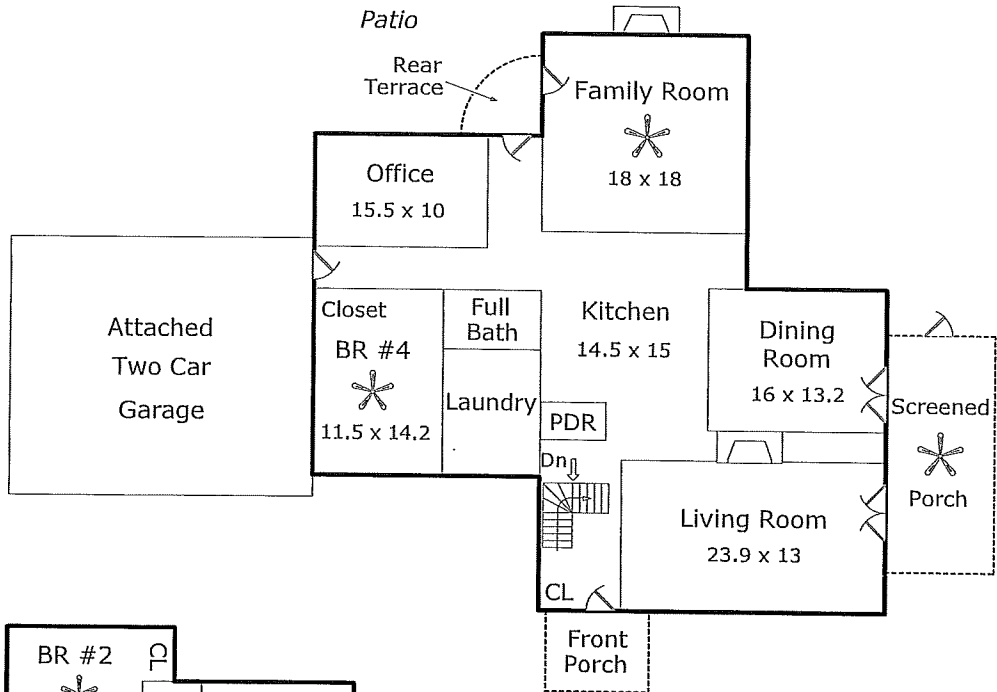 Patio
Rear
Terrace
Family Room
18 x 18
Office
15.5 x 10
Attached
Two Car
Garage
Closet
BR #4
11.5 x 14.2
Full
Bath
Laundry
Kitchen
14.5 x 15
PDR
Dn
Dining
Room
16 x 13.2
Screened
Porch
Living Room
23.9 x 13
CL
Front
Porch
BR #2
CL